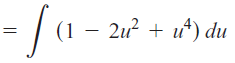 = ∫ (1 − 2u² + u⁴) du